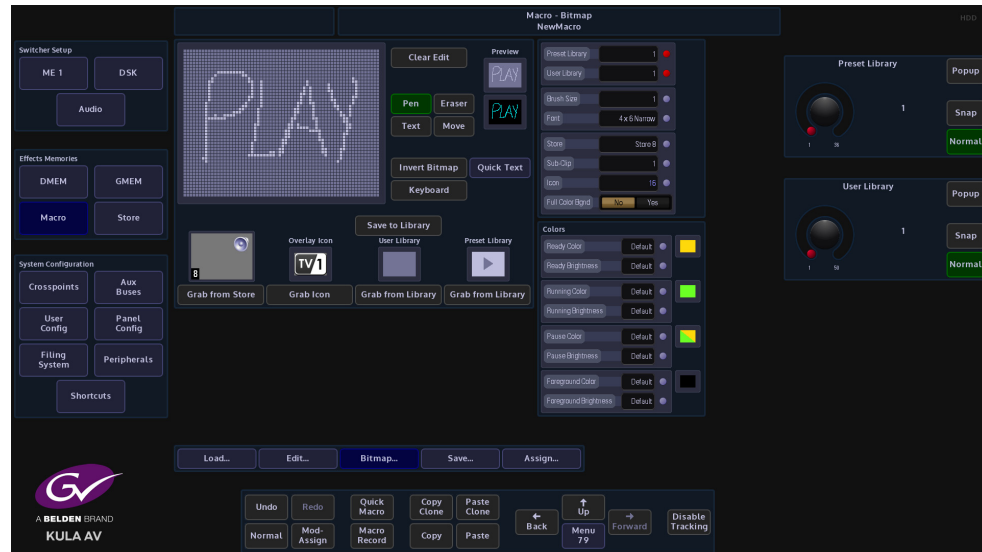 Macro - Bitmap
NewMacro
HDD
Switcher Setup
ME 1
DSK
Audio
Effects Memories
DMEM
GMEM
Macro
Store
System Configuration
Crosspoints
Aux
Buses
User
Config
Panel
Config
Filing
System
Peripherals
Shortcuts
PLAY
Clear Edit
Pen
Eraser
Text
Move
Invert Bitmap
Quick Text
Keyboard
Preview
PLAY
PLAY
Save to Library
8
Overlay Icon
TV/1
User Library
Preset Library
Grab from Store
Grab Icon
Grab from Library
Grab from Library
Preset Library 1
User Library 1
Brush Size 1
Font 4 x 6 Narrow
Store Store 8
Sub-Clip 1
Icon 16
Full Color Bgnd No Yes
Colors
Ready Color Default
Ready Brightness Default
Running Color Default
Running Brightness Default
Pause Color Default
Pause Brightness Default
Foreground Color Default
Foreground Brightness Default
Preset Library
1
1
Popup
Snap
Normal
User Library
1
1
50
Popup
Snap
Normal
Load...
Edit...
Bitmap...
Save...
Assign...
GV
A BELDEN BRAND
KULA AV
Undo
Redo
Quick
Macro
Copy
Clone
Paste
Clone
Normal
Mod-
Assign
Macro
Record
Copy
Paste
Back
Up
Menu
79
Forward
Disable
Tracking